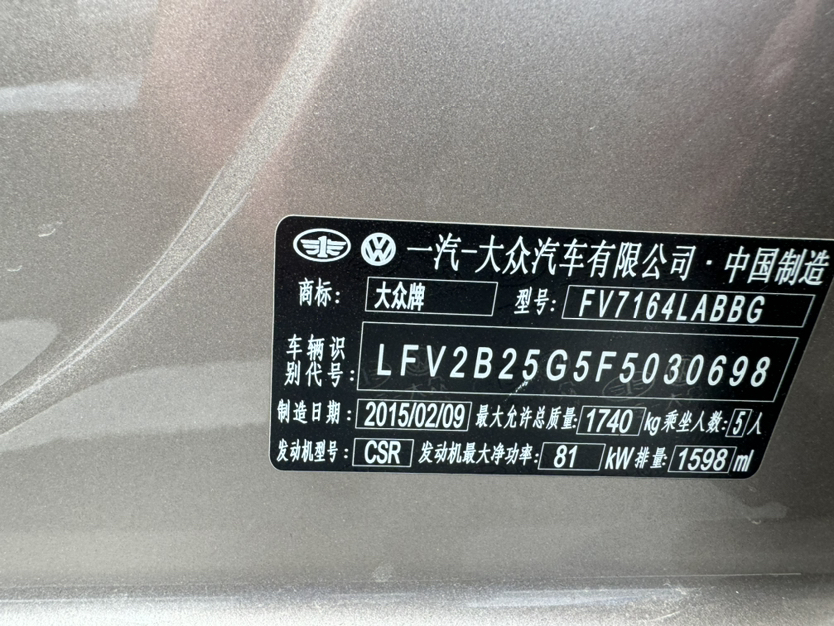 一汽-大众汽车有限公司·中国制造
商标: 大众牌 型号: FV7164LABBG
车辆识别代号: LFV2B25G5F5030698
制造日期: 2015/02/09 最大允许总质量: 1740 kg 乘坐人数: 5 人
发动机型号: CSR 发动机最大净功率: 81 kW 排量: 1598 ml